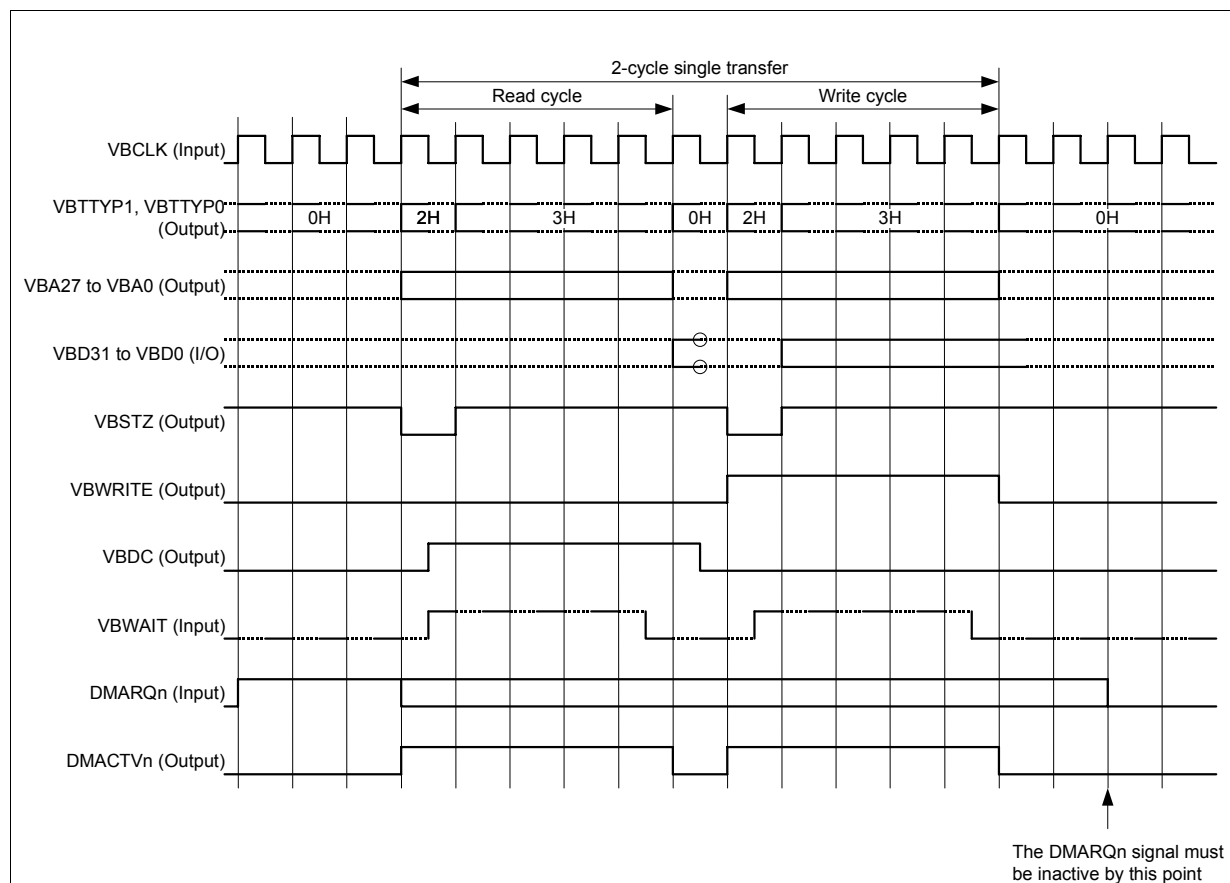 2-cycle single transfer
Read cycle
Write cycle
VBCLK (Input)
VBTTYP1, VBTTYP0
(Output)
0H
2H
3H
0H
2H
3H
0H
VBA27 to VBA0 (Output)
VBD31 to VBD0 (I/O)
VBSTZ (Output)
VBWRITE (Output)
VBDC (Output)
VBWAIT (Input)
DMARQn (Input)
DMACTVn (Output)
The DMARQn signal must
be inactive by this point